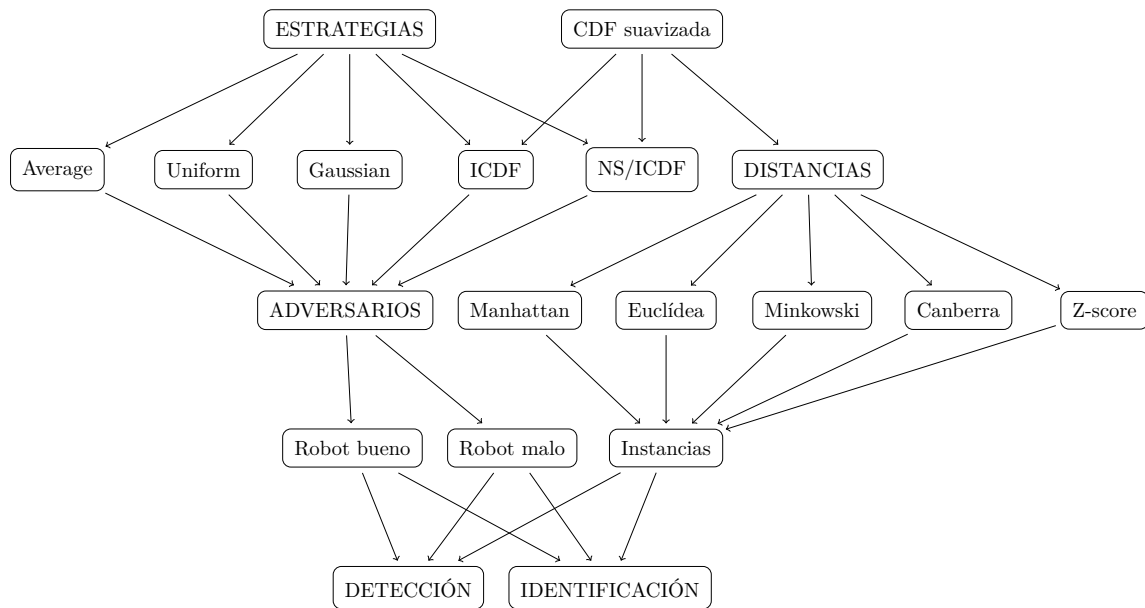 ESTRATEGIAS
CDF suavizada
Average
Uniform
Gaussian
ICDF
NS/ICDF
DISTANCIAS
ADVERSARIOS
Manhattan
Euclídea
Minkowski
Canberra
Z-score
Robot bueno
Robot malo
Instancias
DETECCIÓN
IDENTIFICACIÓN